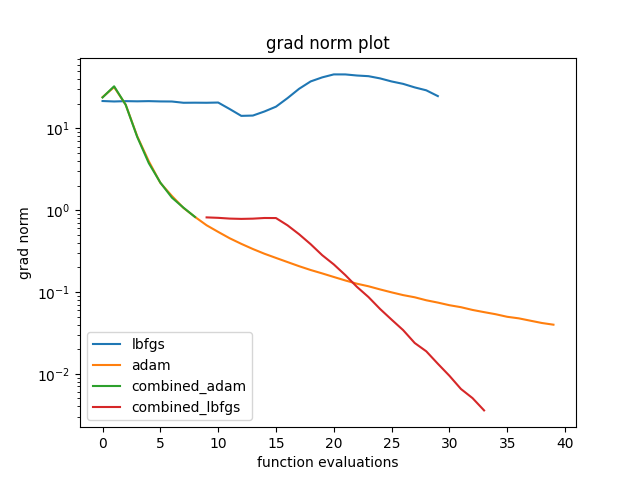 grad norm plot
grad norm
10¹
10⁰
10⁻¹
10⁻²
lbfgs
adam
combined_adam
combined_lbfgs
0 5 10 15 20 25 30 35 40
function evaluations